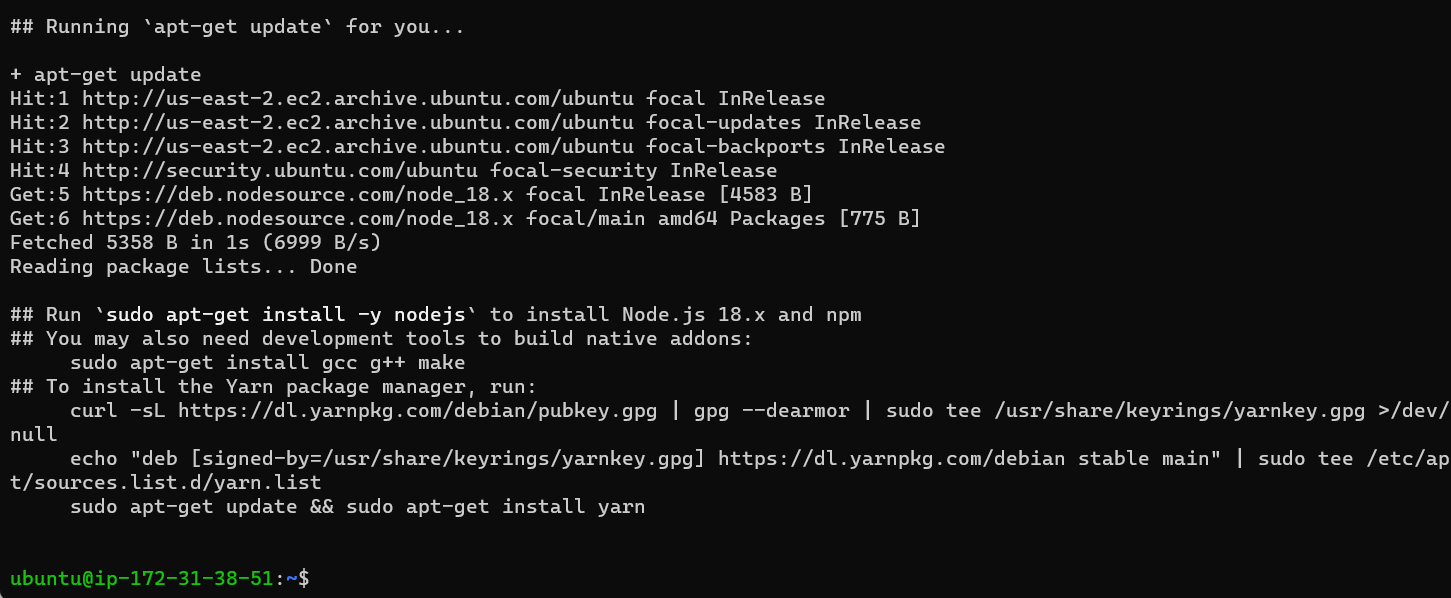 ## Running `apt-get update` for you...
+ apt-get update
Hit:1 http://us-east-2.ec2.archive.ubuntu.com/ubuntu focal InRelease
Hit:2 http://us-east-2.ec2.archive.ubuntu.com/ubuntu focal-updates InRelease
Hit:3 http://us-east-2.ec2.archive.ubuntu.com/ubuntu focal-backports InRelease
Hit:4 http://security.ubuntu.com/ubuntu focal-security InRelease
Get:5 https://deb.nodesource.com/node_18.x focal InRelease [4583 B]
Get:6 https://deb.nodesource.com/node_18.x focal/main amd64 Packages [775 B]
Fetched 5358 B in 1s (6999 B/s)
Reading package lists... Done
## Run `sudo apt-get install -y nodejs` to install Node.js 18.x and npm
## You may also need development tools to build native addons:
     sudo apt-get install gcc g++ make
## To install the Yarn package manager, run:
     curl -sL https://dl.yarnpkg.com/debian/pubkey.gpg | gpg --dearmor | sudo tee /usr/share/keyrings/yarnkey.gpg >/dev/
null
     echo "deb [signed-by=/usr/share/keyrings/yarnkey.gpg] https://dl.yarnpkg.com/debian stable main" | sudo tee /etc/ap
t/sources.list.d/yarn.list
     sudo apt-get update && sudo apt-get install yarn
ubuntu@ip-172-31-38-51:~$